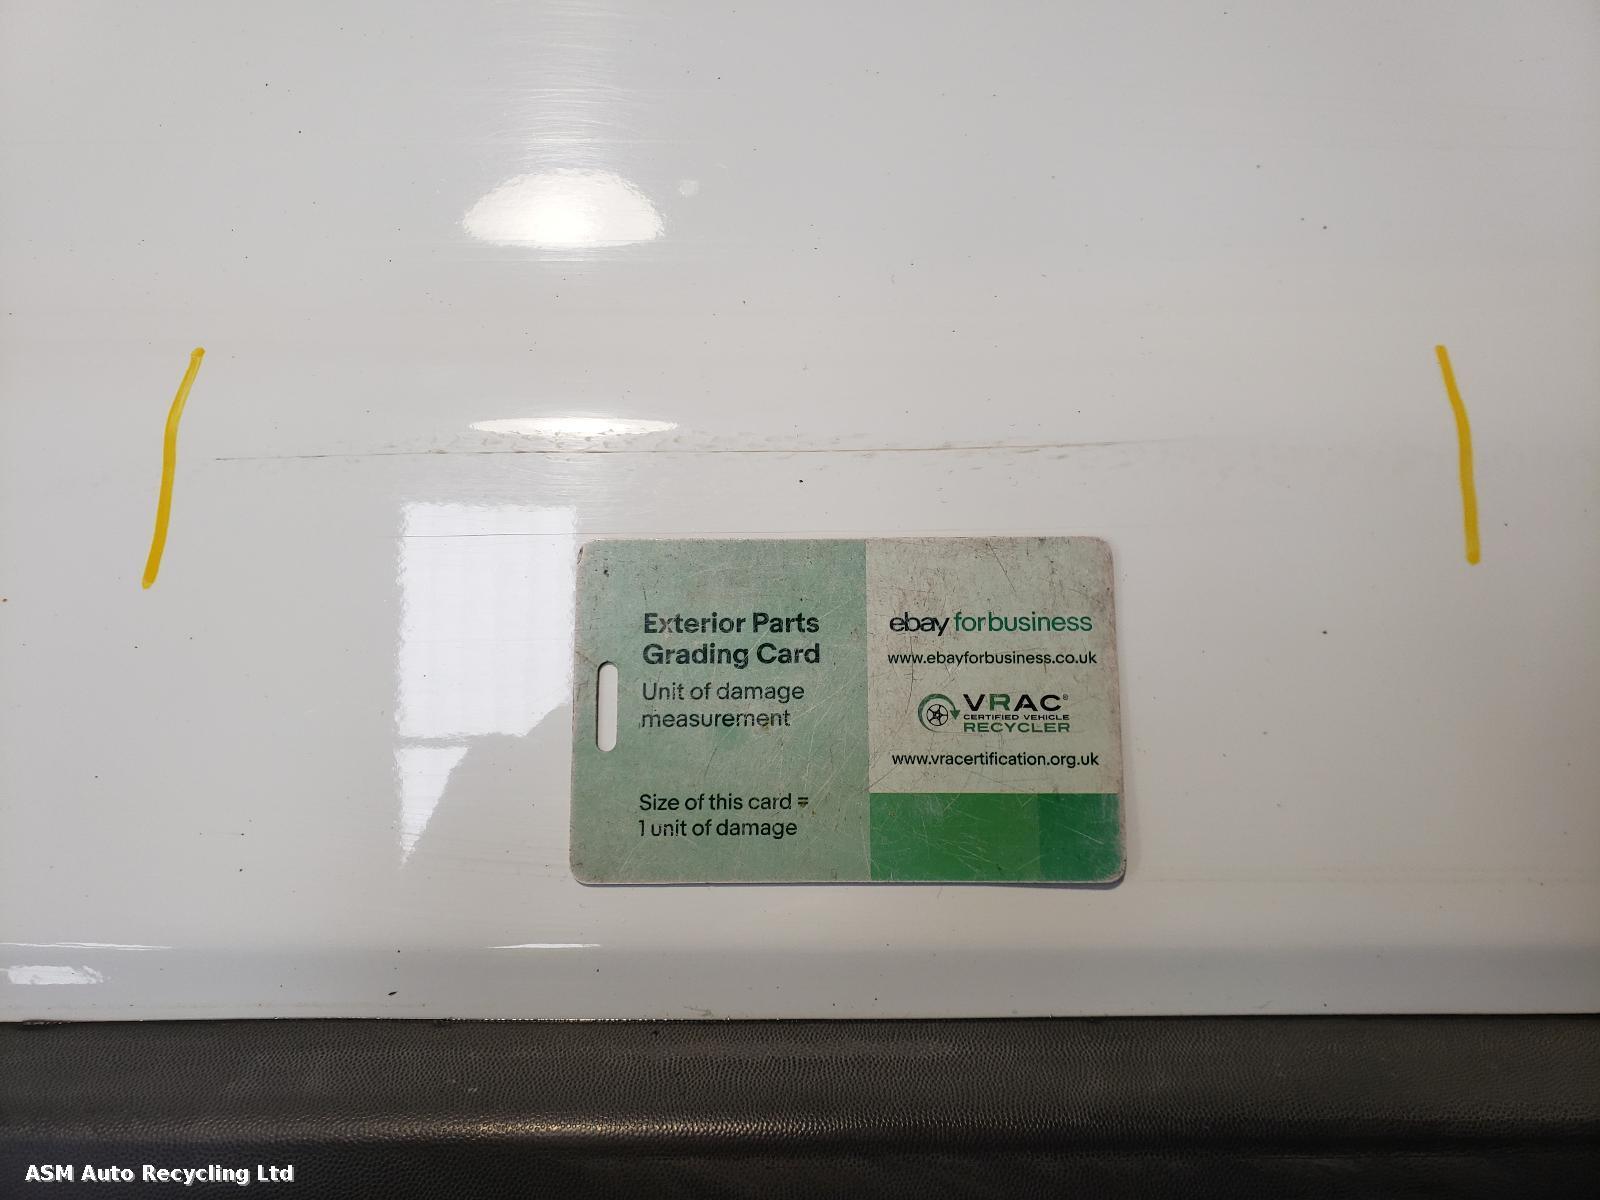 Exterior Parts
Grading Card
Unit of damage
measurement
Size of this card =
1 unit of damage
ebay for business
www.ebayforbusiness.co.uk
VRAC®
CERTIFIED VEHICLE
RECYCLER
www.vracertification.org.uk
ASM Auto Recycling Ltd